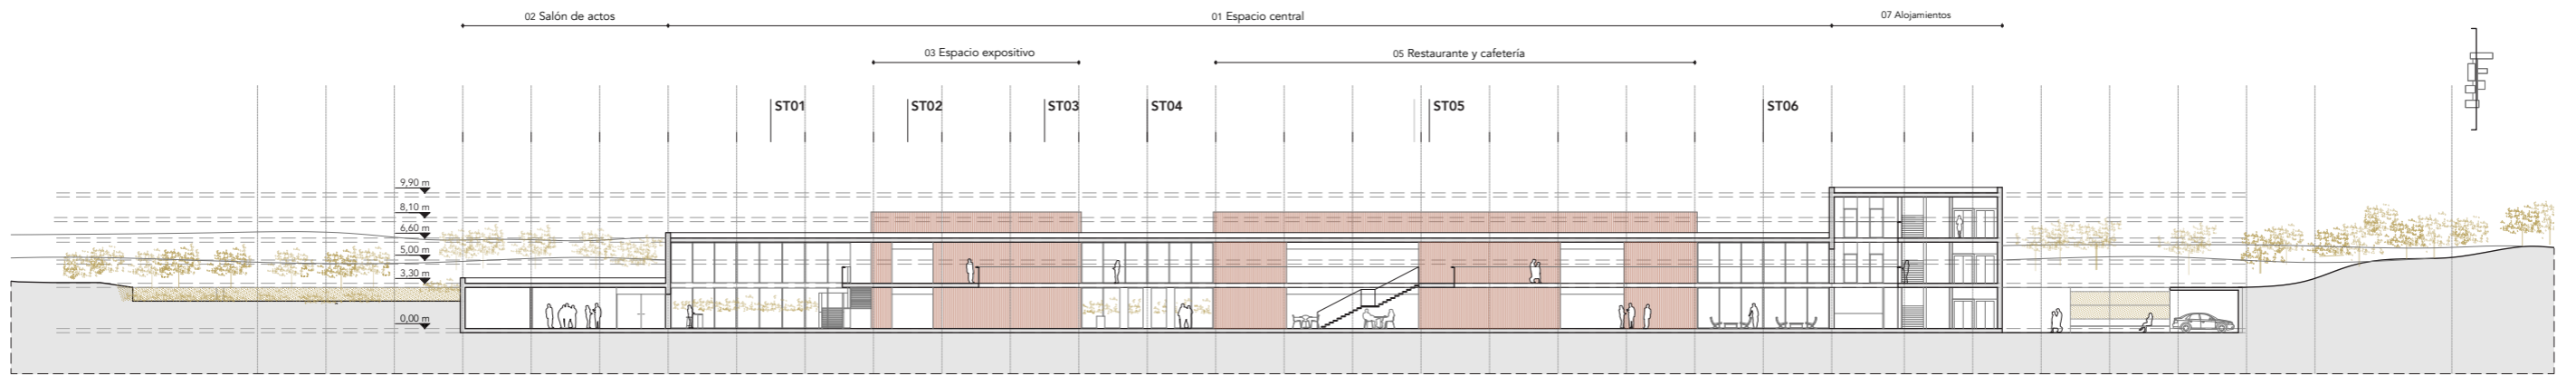 02 Salón de actos
01 Espacio central
07 Alojamientos
03 Espacio expositivo
05 Restaurante y cafetería
ST01
ST02
ST03
ST04
ST05
ST06
9,90 m
8,10 m
6,60 m
5,00 m
3,30 m
0,00 m